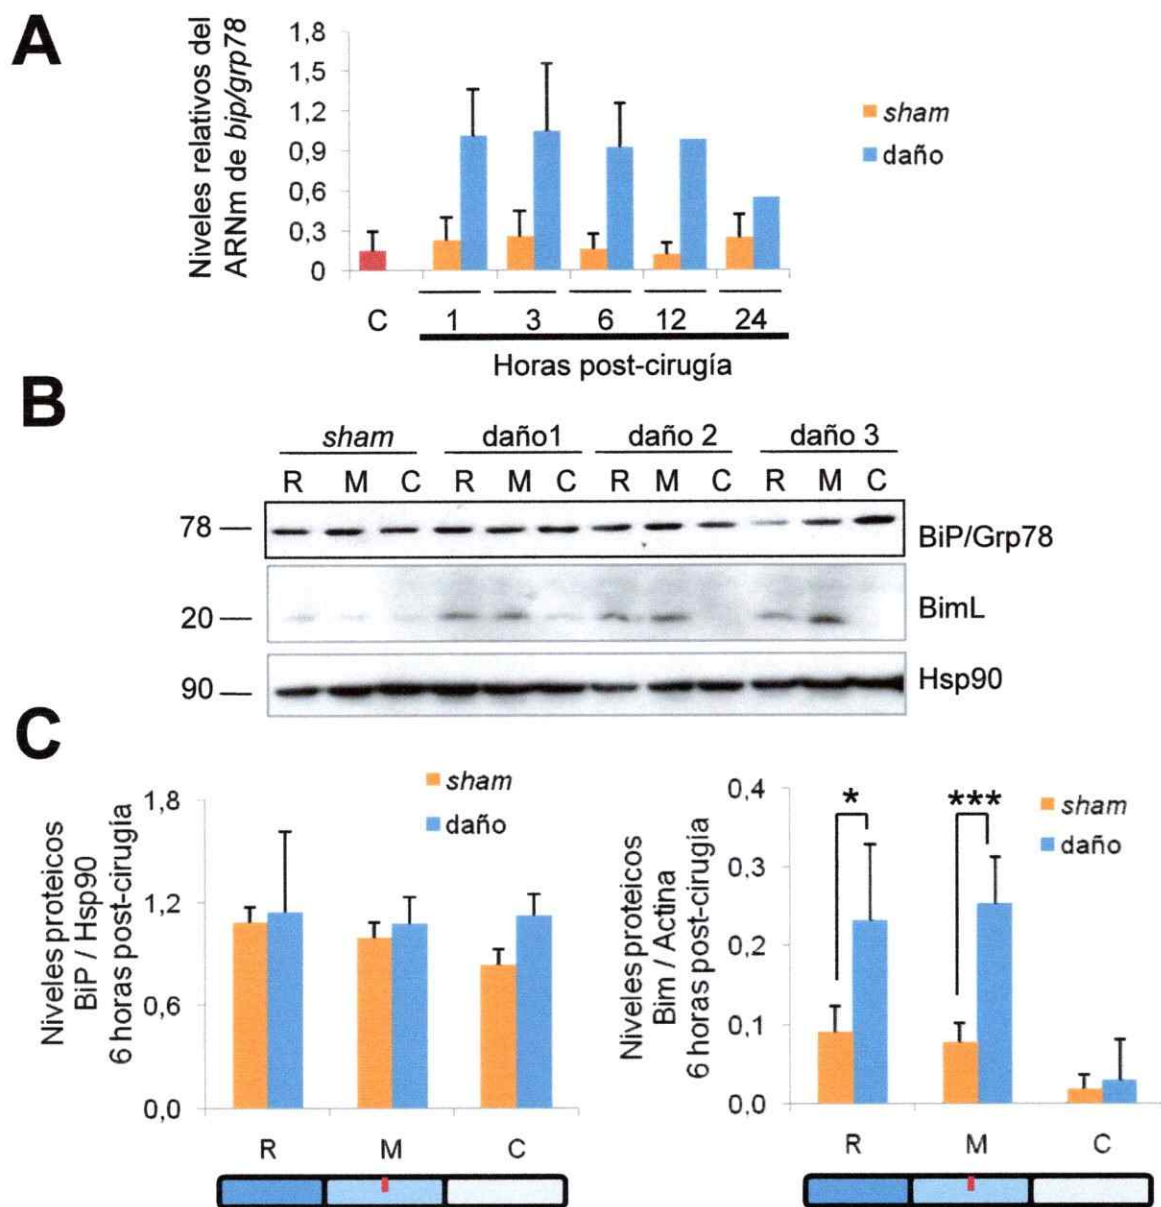 A
Niveles relativos del
ARNm de bip/grp78
1,8
1,5
1,2
0,9
0,6
0,3
0
sham
daño
C 1 3 6 12 24
Horas post-cirugía
B
sham daño1 daño 2 daño 3
R M C R M C R M C R M C
78 BiP/Grp78
20 BimL
90 Hsp90
C
Niveles proteicos
BiP / Hsp90
6 horas post-cirugía
1,8
1,2
0,6
0,0
sham
daño
R M C
Niveles proteicos
Bim / Actina
6 horas post-cirugía
0,4
0,3
0,2
0,1
0,0
* ***
sham
daño
R M C